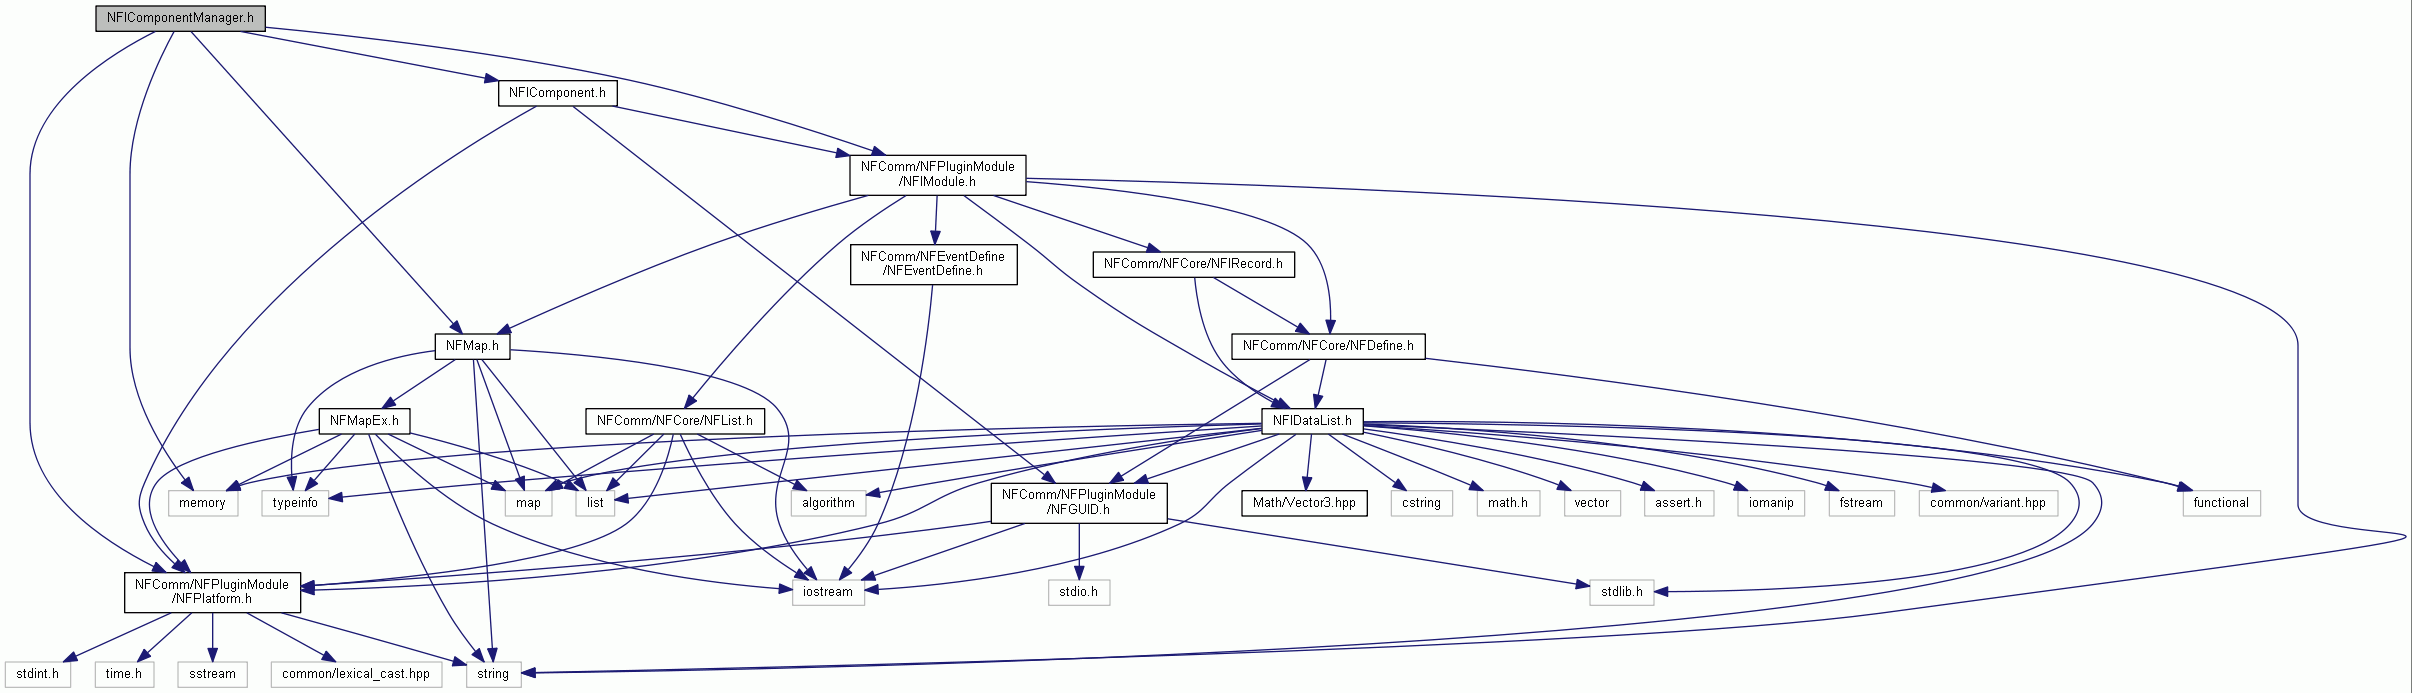 NFIComponentManager.h
NFIComponent.h
NFComm/NFPluginModule
/NFIModule.h
NFComm/NFEventDefine
/NFEventDefine.h
NFComm/NFCore/NFIRecord.h
NFMap.h
NFComm/NFCore/NFDefine.h
NFMapEx.h
NFComm/NFCore/NFList.h
NFIDataList.h
memory
typeinfo
map
list
algorithm
NFComm/NFPluginModule
/NFGUID.h
Math/Vector3.hpp
cstring
math.h
vector
assert.h
iomanip
fstream
common/variant.hpp
functional
NFComm/NFPluginModule
/NFPlatform.h
iostream
stdio.h
stdlib.h
stdint.h
time.h
sstream
common/lexical_cast.hpp
string